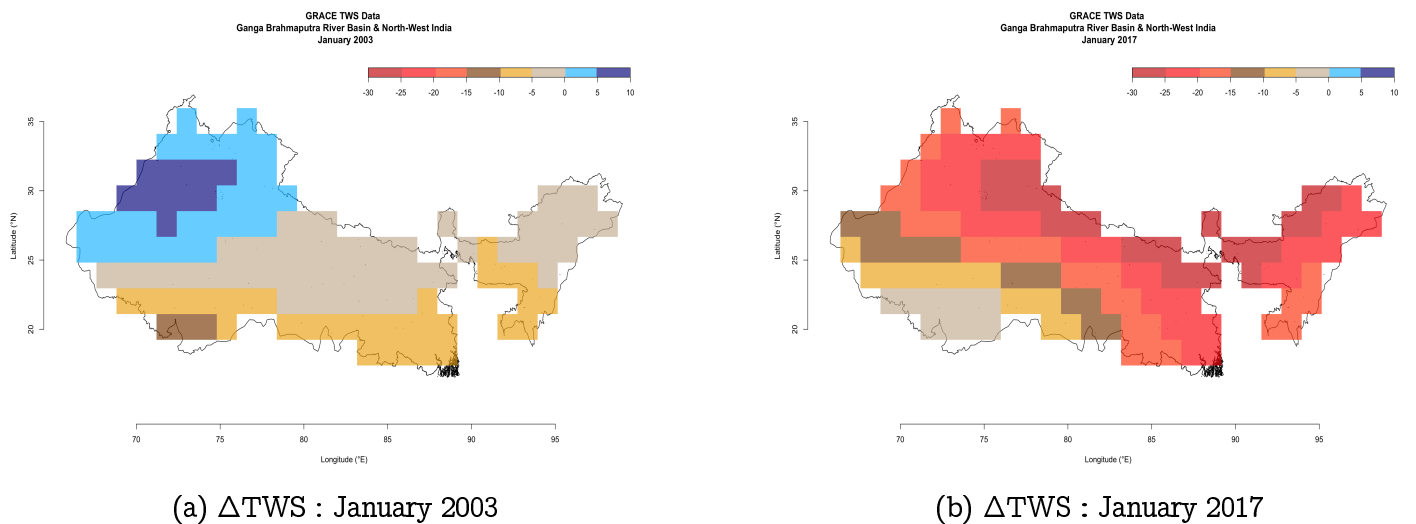 GRACE TWS Data
Ganga Brahmaputra River Basin & North-West India
January 2003
-30 -25 -20 -15 -10 -5 0 5 10
35
30
25
20
Latitude (°N)
70 75 80 85 90 95
Longitude (°E)
(a) ΔTWS : January 2003
GRACE TWS Data
Ganga Brahmaputra River Basin & North-West India
January 2017
-30 -25 -20 -15 -10 -5 0 5 10
35
30
25
20
Latitude (°N)
70 75 80 85 90 95
Longitude (°E)
(b) ΔTWS : January 2017